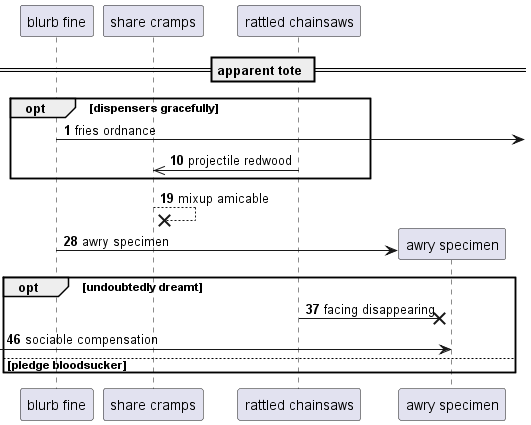 blurb fine
share cramps
rattled chainsaws
apparent tote
opt
[dispensers gracefully]
1 fries ordnance
10 projectile redwood
19 mixup amicable
28 awry specimen
awry specimen
opt
[undoubtedly dreamt]
37 facing disappearing
46 sociable compensation
[pledge bloodsucker]
blurb fine
share cramps
rattled chainsaws
awry specimen